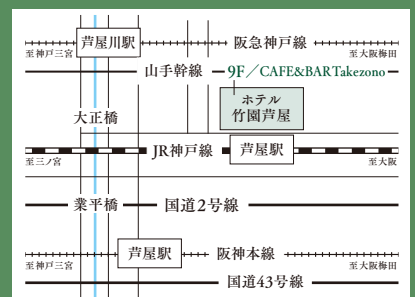 芦屋川駅
阪急神戸線
至神戸三宮
至大阪梅田
山手幹線
9F／CAFE&BARTakezono
ホテル
竹園芦屋
大正橋
JR神戸線
芦屋駅
至三ノ宮
至大阪
業平橋
国道2号線
芦屋駅
阪神本線
至神戸三宮
至大阪梅田
国道43号線